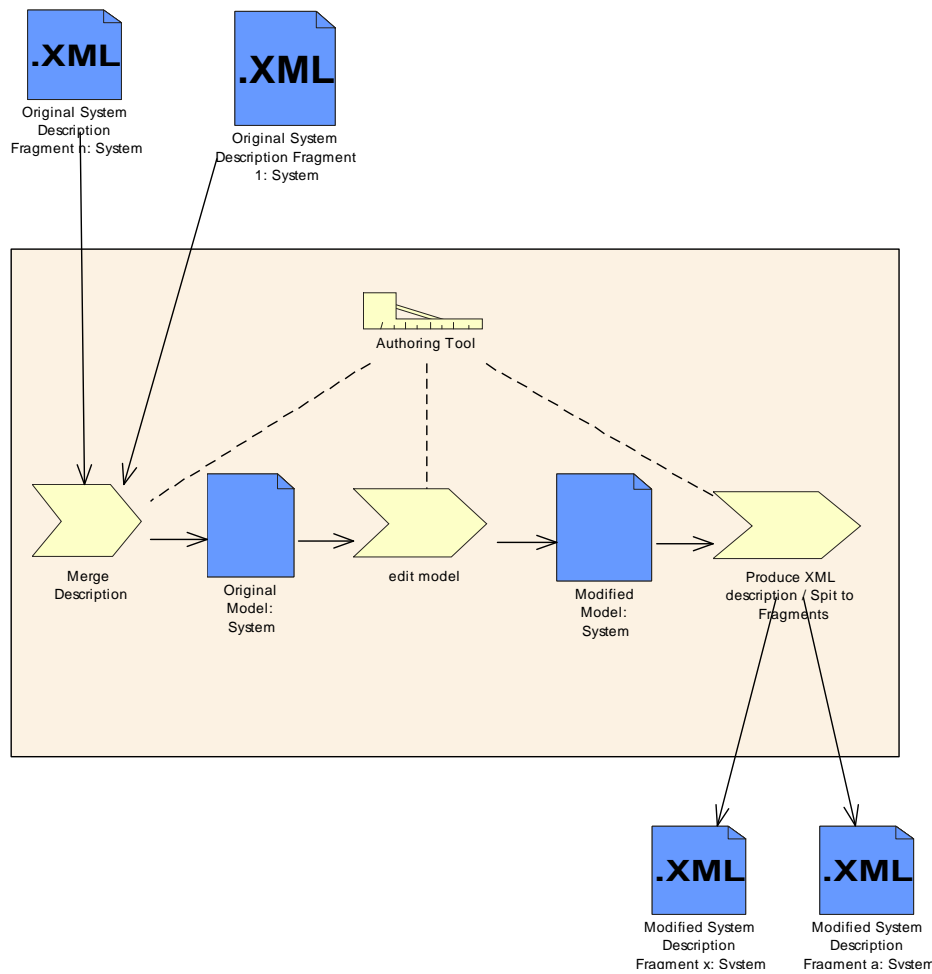 .XML
Original System
Description
Fragment n: System
.XML
Original System
Description Fragment
1: System
Authoring Tool
Merge
Description
Original
Model:
System
edit model
Modified
Model:
System
Produce XML
description / Spit to
Fragments
.XML
Modified System
Description
Fragment x: System
.XML
Modified System
Description
Fragment a: System